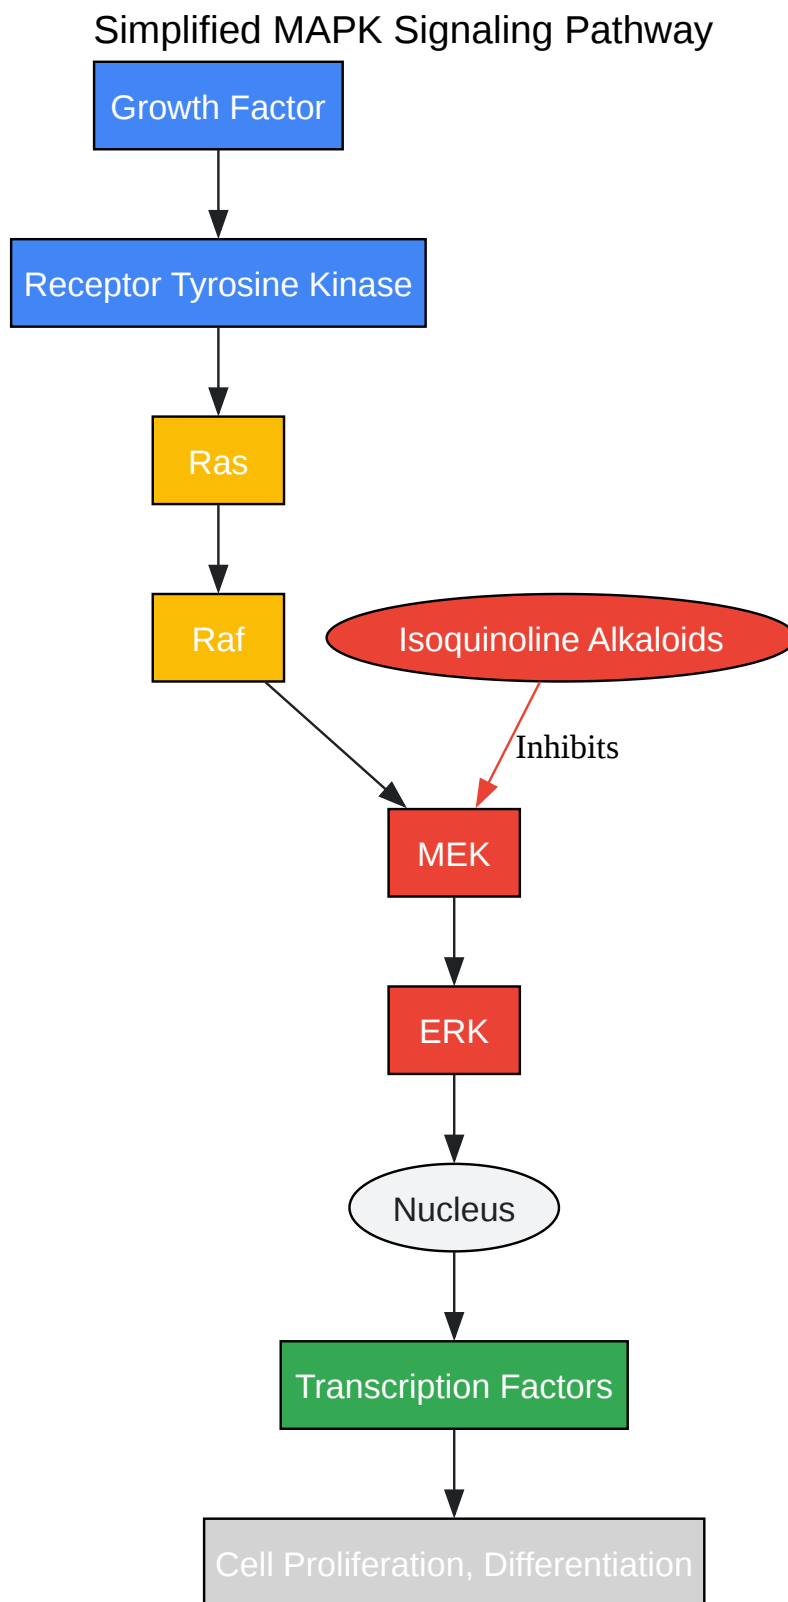 Simplified MAPK Signaling Pathway
Growth Factor
Receptor Tyrosine Kinase
Ras
Raf
Isoquinoline Alkaloids
Inhibits
MEK
ERK
Nucleus
Transcription Factors
Cell Proliferation, Differentiation